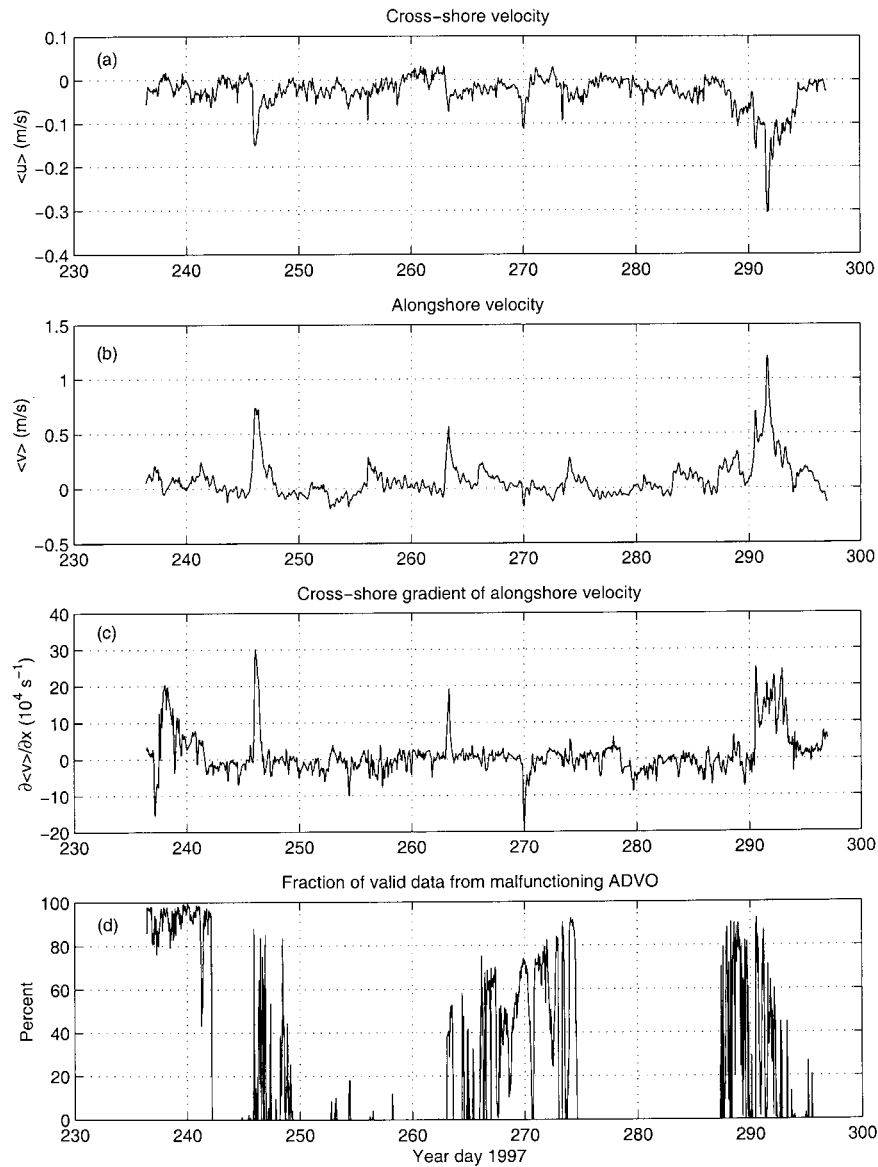 Cross-shore velocity
(a)
<u> (m/s)
0.1
0
-0.1
-0.2
-0.3
-0.4
230 240 250 260 270 280 290 300
Alongshore velocity
(b)
<v> (m/s)
1.5
1
0.5
0
-0.5
230 240 250 260 270 280 290 300
Cross-shore gradient of alongshore velocity
(c)
∂<v>/∂x (10⁴ s⁻¹)
40
30
20
10
0
-10
-20
230 240 250 260 270 280 290 300
Fraction of valid data from malfunctioning ADVO
(d)
Percent
100
80
60
40
20
0
230 240 250 260 270 280 290 300
Year day 1997